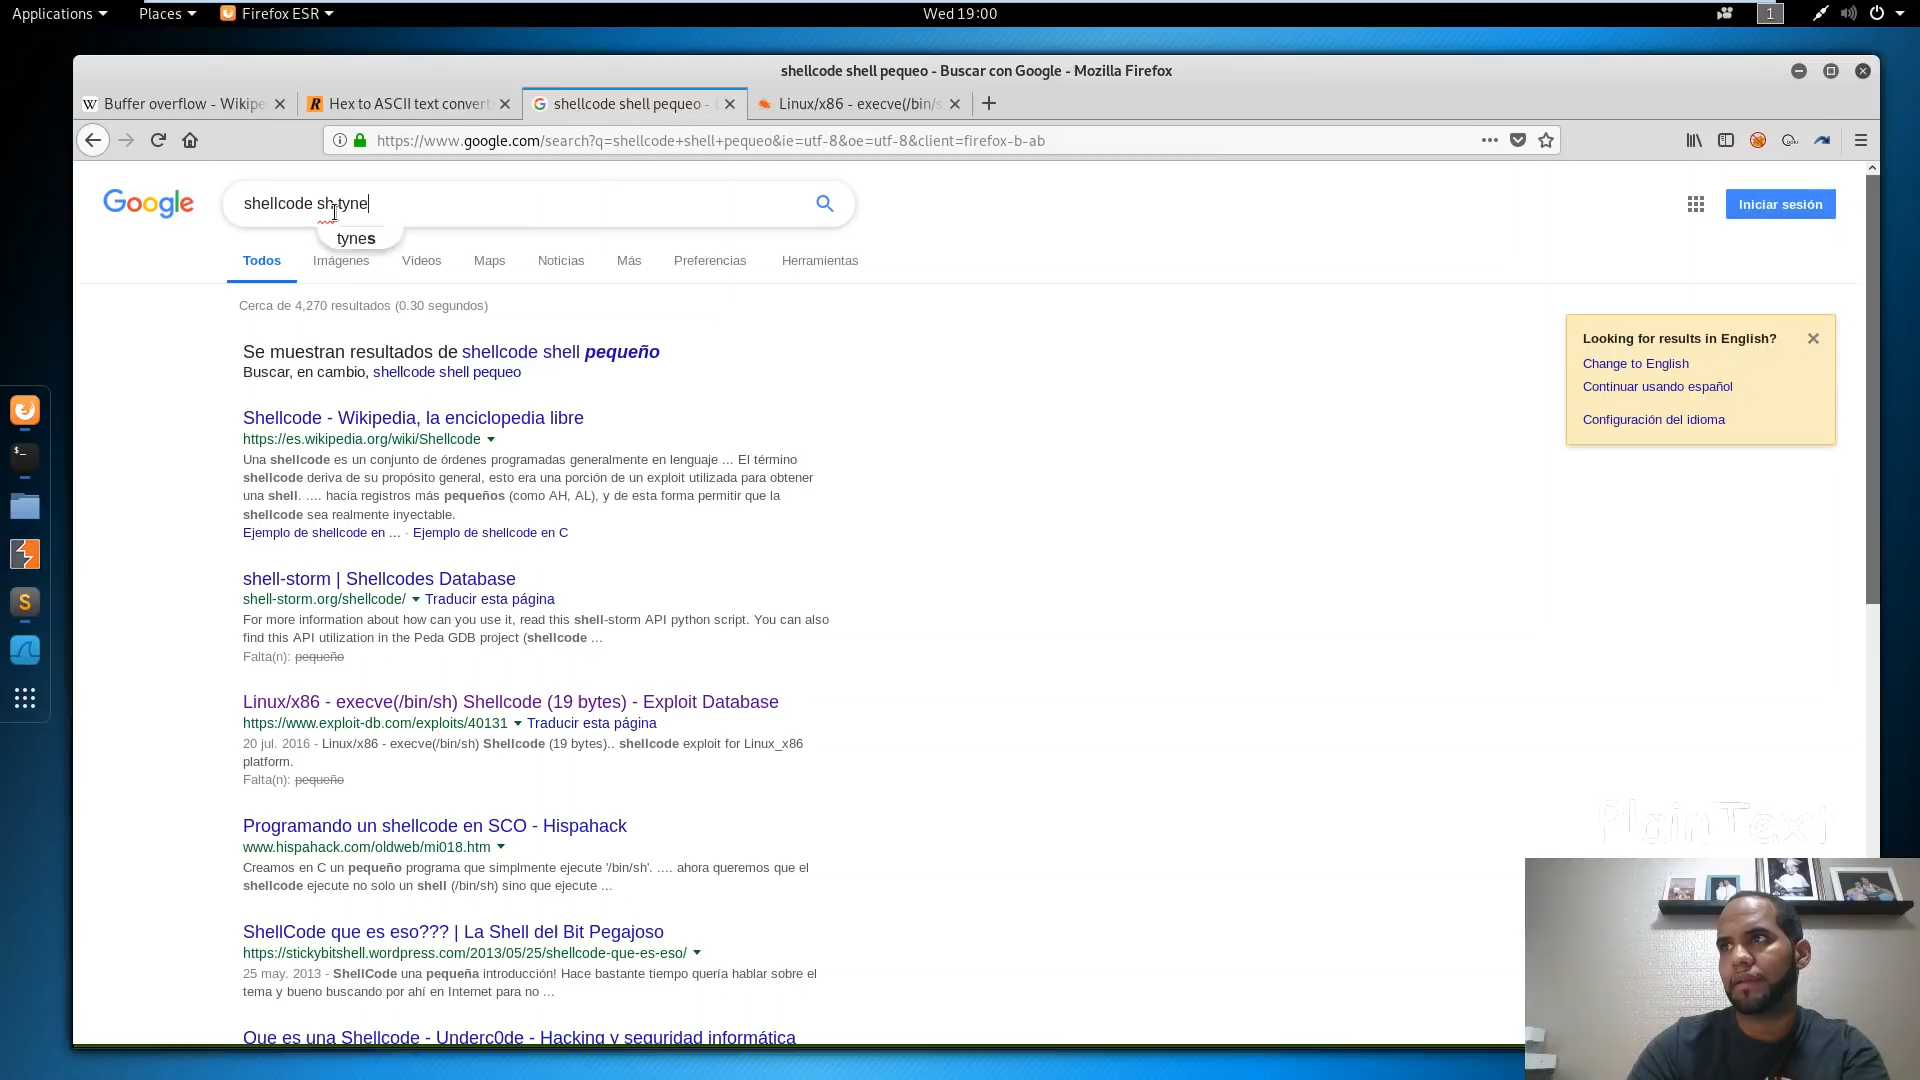 Applications Places Firefox ESR Wed 19:00 1
shellcode shell pequeo - Buscar con Google - Mozilla Firefox
Buffer overflow - Wikipe Hex to ASCII text convert shellcode shell pequeo - Linux/x86 - execve(/bin/s
https://www.google.com/search?q=shellcode+shell+pequeo&ie=utf-8&oe=utf-8&client=firefox-b-ab
Google shellcode sh tyne Iniciar sesión
tynes
Todos Imágenes Videos Maps Noticias Más Preferencias Herramientas
Cerca de 4,270 resultados (0.30 segundos)
Looking for results in English?
Change to English
Continuar usando español
Configuración del idioma
Se muestran resultados de shellcode shell pequeño
Buscar, en cambio, shellcode shell pequeo
Shellcode - Wikipedia, la enciclopedia libre
https://es.wikipedia.org/wiki/Shellcode
Una shellcode es un conjunto de órdenes programadas generalmente en lenguaje ... El término
shellcode deriva de su propósito general, esto era una porción de un exploit utilizada para obtener
una shell. .... hacia registros más pequeños (como AH, AL), y de esta forma permitir que la
shellcode sea realmente inyectable.
Ejemplo de shellcode en ... · Ejemplo de shellcode en C
shell-storm | Shellcodes Database
shell-storm.org/shellcode/ Traducir esta página
For more information about how can you use it, read this shell-storm API python script. You can also
find this API utilization in the Peda GDB project (shellcode ...
Falta(n): pequeño
Linux/x86 - execve(/bin/sh) Shellcode (19 bytes) - Exploit Database
https://www.exploit-db.com/exploits/40131 Traducir esta página
20 jul. 2016 - Linux/x86 - execve(/bin/sh) Shellcode (19 bytes).. shellcode exploit for Linux_x86
platform.
Falta(n): pequeño
Programando un shellcode en SCO - Hispahack
www.hispahack.com/oldweb/mi018.htm
Creamos en C un pequeño programa que simplmente ejecute '/bin/sh'. .... ahora queremos que el
shellcode ejecute no solo un shell (/bin/sh) sino que ejecute ...
ShellCode que es eso??? | La Shell del Bit Pegajoso
https://stickybitshell.wordpress.com/2013/05/25/shellcode-que-es-eso/
25 may. 2013 - ShellCode una pequeña introducción! Hace bastante tiempo quería hablar sobre el
tema y bueno buscando por ahí en Internet para no ...
Que es una Shellcode - Underc0de - Hacking y seguridad informática
PlainText